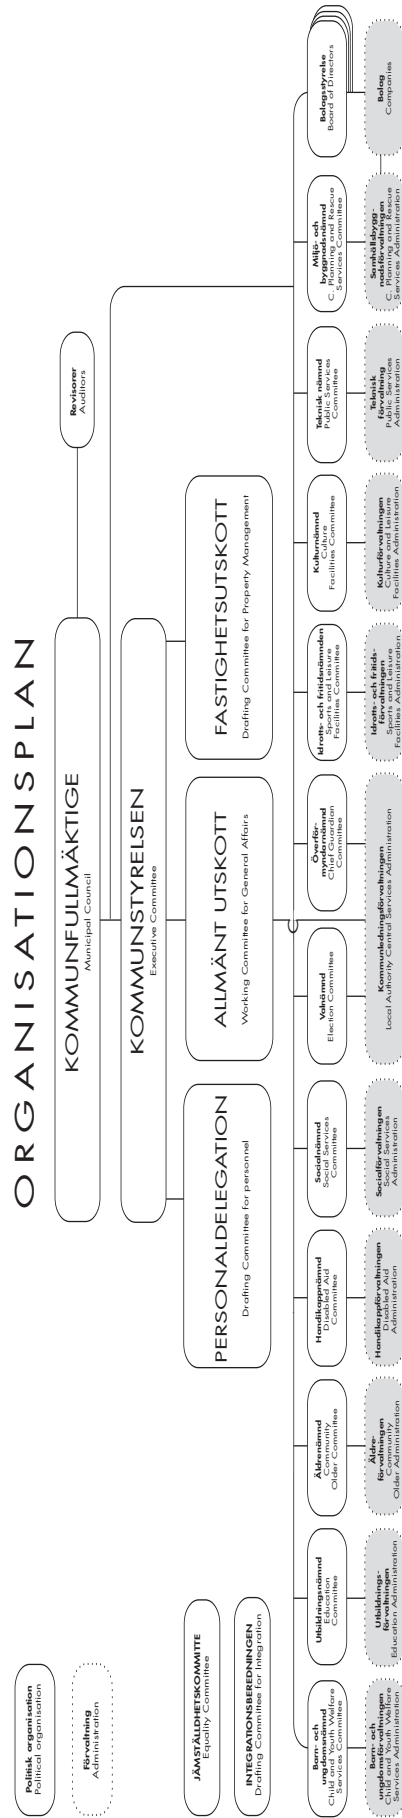 ORGANISATIONSPLAN
Politisk organisation
Political organisation
Förvaltning
Administration
KOMMUNFULLMÄKTIGE
Municipal Council
Revisorer
Auditors
KOMMUNSTYRELSEN
Executive Committee
JÄMSTÄLLDHETSKOMMITTE
Equality Committee
INTEGRATIONSBEREDNINGEN
Drafting Committee for Integration
PERSONALDELEGATION
Drafting Committee for personnel
ALLMÄNT UTSKOTT
Working Committee for General Affairs
FASTIGHETSUTSKOTT
Drafting Committee for Property Management
Barn- och
ungdomsnämnd
Child and Youth Welfare
Services Committee
Utbildningsnämnd
Education
Committee
Äldrenämnd
Community
Older Committee
Handikappnämnd
Disabled Aid
Committee
Socialnämnd
Social Services
Committee
Valnämnd
Election Committee
Överför-
myndarnämnd
Chief Guardian
Committee
Idrotts- och fritidsnämnden
Sports and Leisure
Facilities Committee
Kulturnämnd
Culture
Facilities Committee
Teknisk nämnd
Public Services
Committee
Miljö- och
byggnadsnämnd
C. Planning and Rescue
Services Committee
Bolagsstyrelse
Board of Directors
Barn- och
ungdomsförvaltningen
Child and Youth Welfare
Services Administration
Utbildnings-
förvaltningen
Education Administration
Äldre-
förvaltningen
Community
Older Administration
Handikappförvaltningen
Disabled Aid
Administration
Socialförvaltningen
Social Services
Administration
Kommunledningsförvaltningen
Local Authority Central Services Administration
Idrotts- och fritids-
förvaltningen
Sports and Leisure
Facilities Administration
Kulturförvaltningen
Culture and Leisure
Facilities Administration
Teknisk
förvaltning
Public Services
Administration
Samhällsbygg-
nadsförvaltningen
C. Planning and Rescue
Services Administration
Bolag
Companies